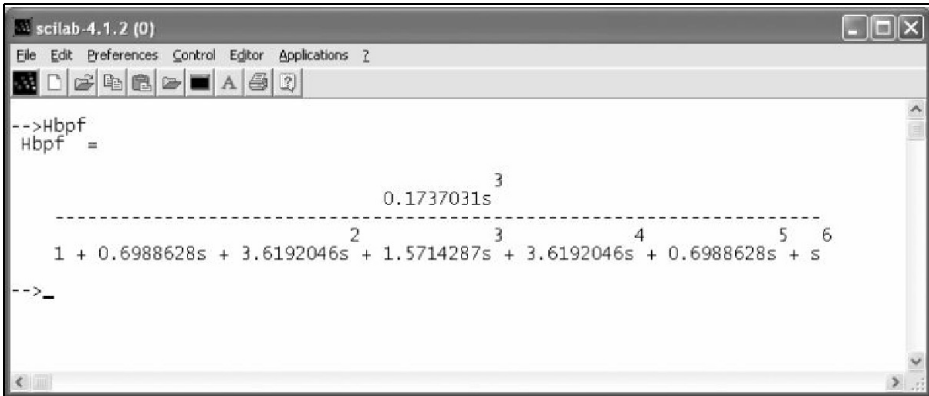 scilab-4.1.2 (0)
File Edit Preferences Control Editor Applications ?
-->Hbpf
Hbpf =
3
0.1737031s
-----------------------------------------------------------------------------
2 3 4 5 6
1 + 0.6988628s + 3.6192046s + 1.5714287s + 3.6192046s + 0.6988628s + s
-->_